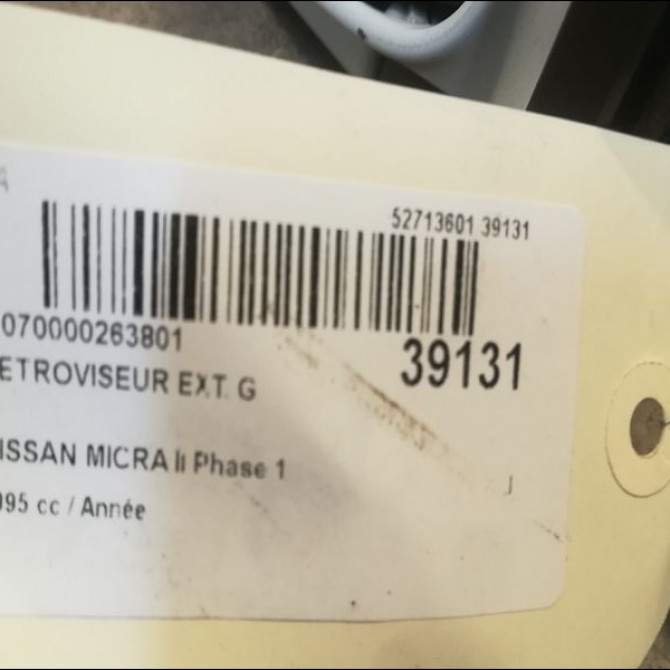 52713601 39131
070000263801
39131
ETROVISEUR EXT. G
ISSAN MICRA II Phase 1
995 cc / Année